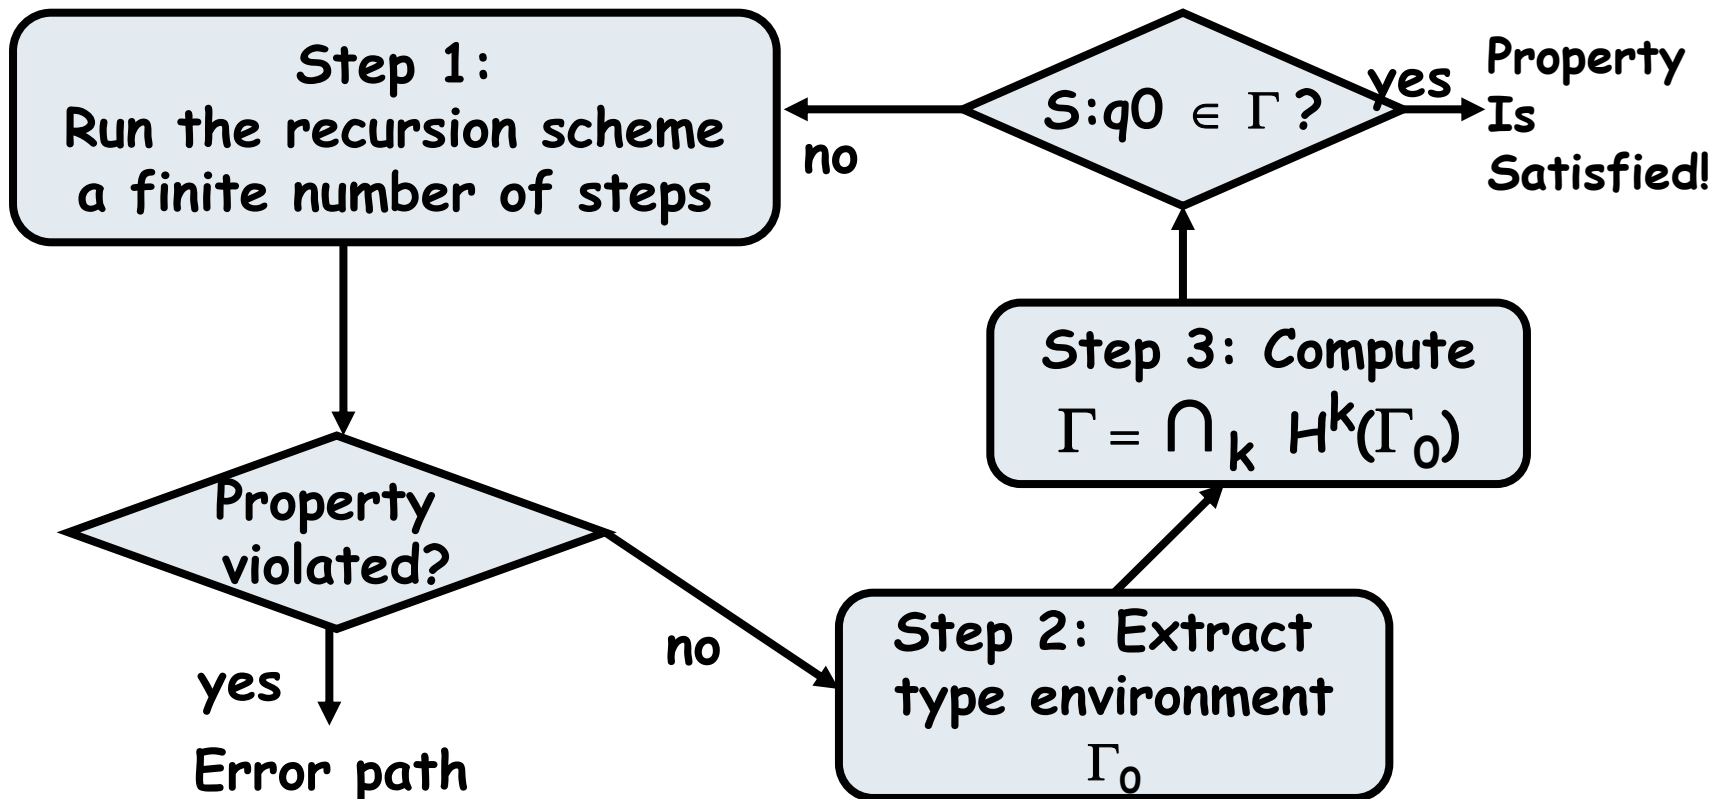 Step 1:
Run the recursion scheme
a finite number of steps
S:q0 ∈ Γ ?
yes
Property
Is
Satisfied!
no
Step 3: Compute
Γ = ∩ₖ Hᵏ(Γ₀)
Property
violated?
no
Step 2: Extract
type environment
Γ₀
yes
Error path